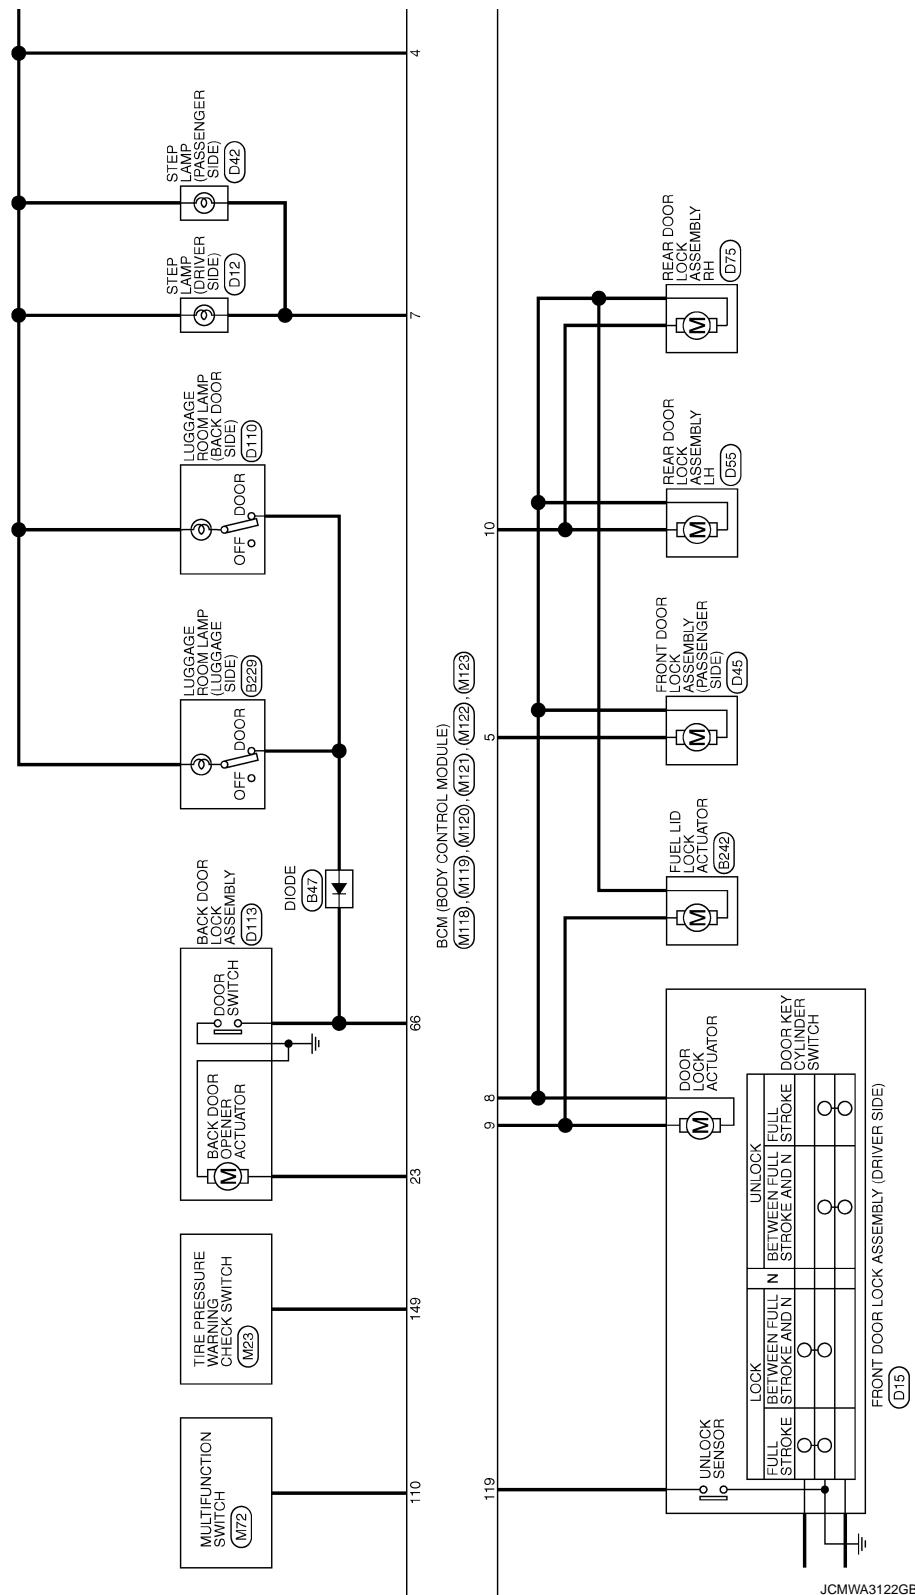 MULTIFUNCTION
SWITCH
M72
110
TIRE PRESSURE
WARNING
CHECK SWITCH
M23
149
BACK DOOR
LOCK
ASSEMBLY
D113
BACK DOOR
OPENER
ACTUATOR
M
23
DOOR
SWITCH
66
DIODE
B47
LUGGAGE
ROOM LAMP
(LUGGAGE
SIDE)
B229
OFF
DOOR
LUGGAGE
ROOM LAMP
(BACK DOOR
SIDE)
D110
OFF
DOOR
STEP
LAMP
(DRIVER
SIDE)
D12
7
STEP
LAMP
(PASSENGER
SIDE)
D42
4
BCM (BODY CONTROL MODULE)
M118 , M119 , M120 , M121 , M122 , M123
119
9
8
5
10
UNLOCK
SENSOR
DOOR
LOCK
ACTUATOR
M
DOOR KEY
CYLINDER
SWITCH
LOCK
UNLOCK
FULL
STROKE
BETWEEN FULL
STROKE AND N
N
BETWEEN FULL
STROKE AND N
FULL
STROKE
FRONT DOOR LOCK ASSEMBLY (DRIVER SIDE)
D15
FUEL LID
LOCK
ACTUATOR
B242
M
FRONT DOOR
LOCK
ASSEMBLY
(PASSENGER
SIDE)
D45
M
REAR DOOR
LOCK
ASSEMBLY
LH
D55
M
REAR DOOR
LOCK
ASSEMBLY
RH
D75
M
JCMWA3122GE